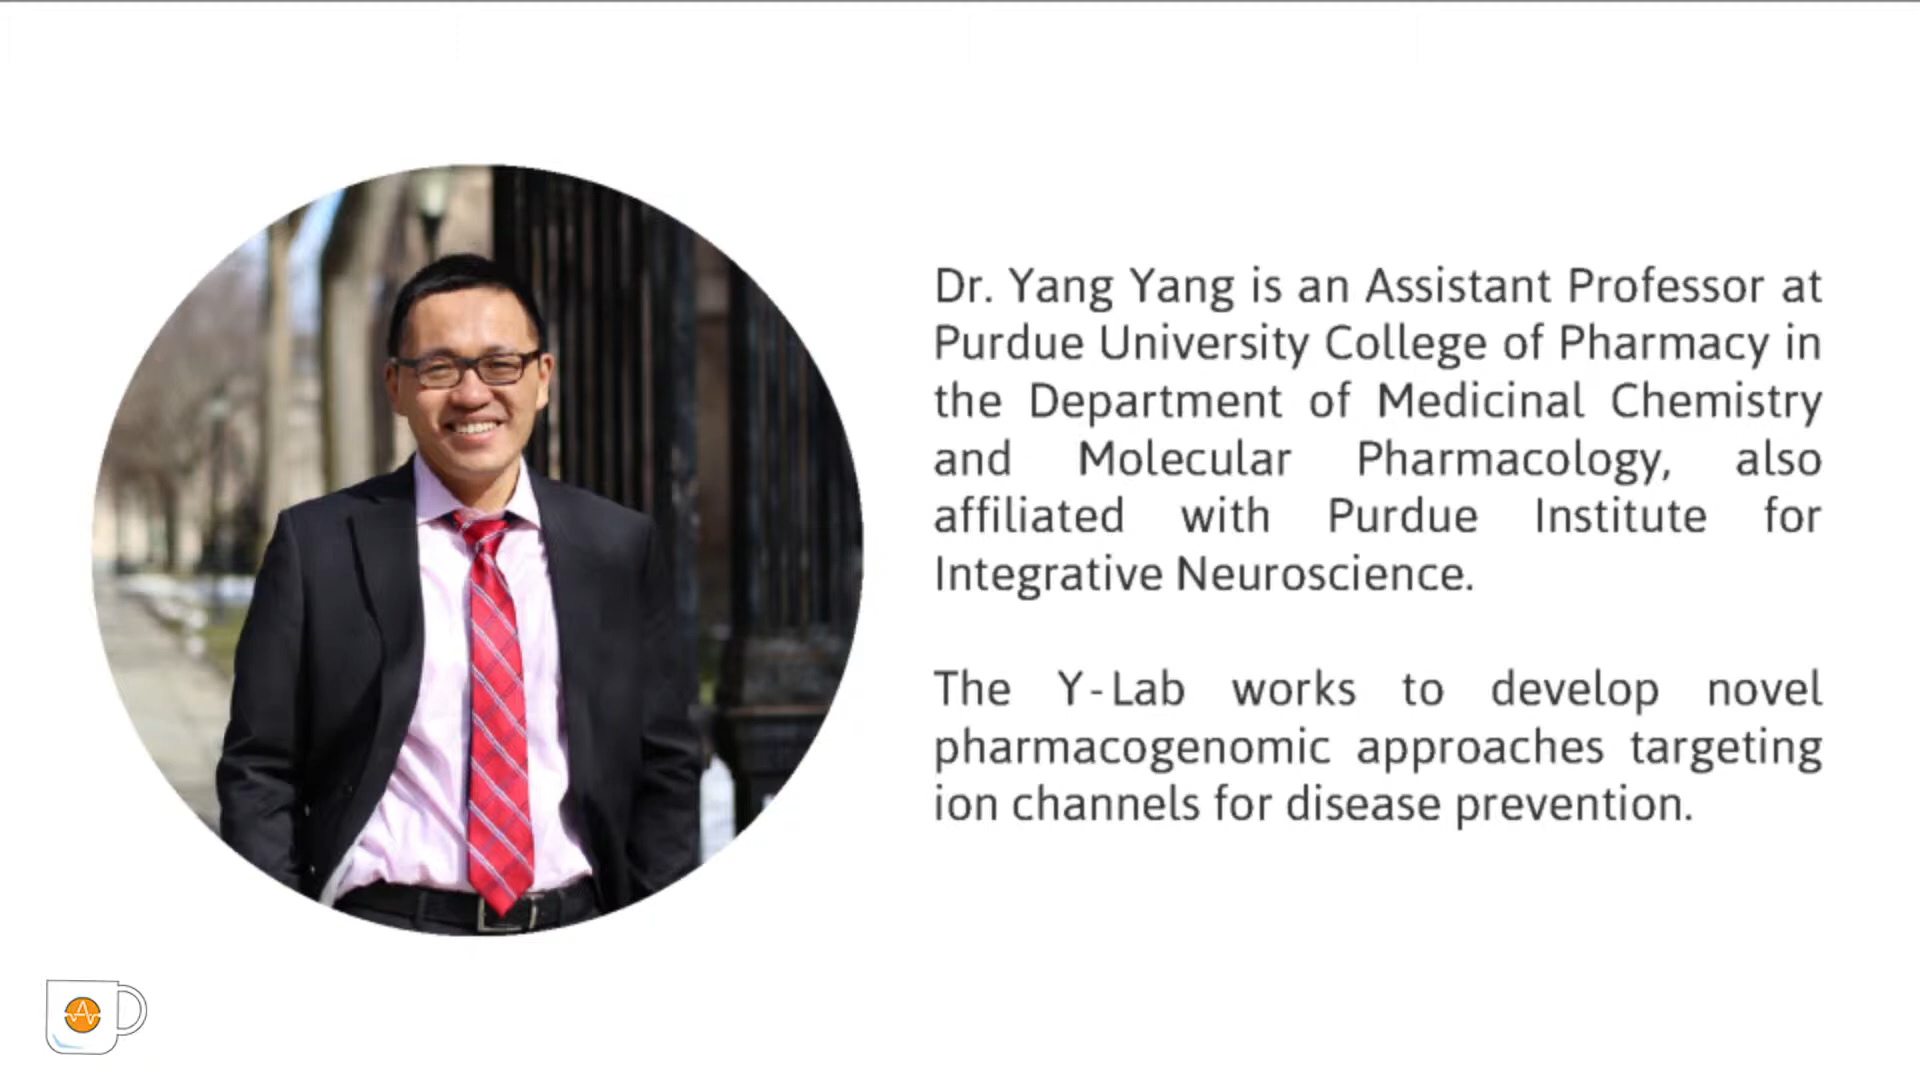 Dr. Yang Yang is an Assistant Professor at
Purdue University College of Pharmacy in
the Department of Medicinal Chemistry
and Molecular Pharmacology, also
affiliated with Purdue Institute for
Integrative Neuroscience.
The Y-Lab works to develop novel
pharmacogenomic approaches targeting
ion channels for disease prevention.